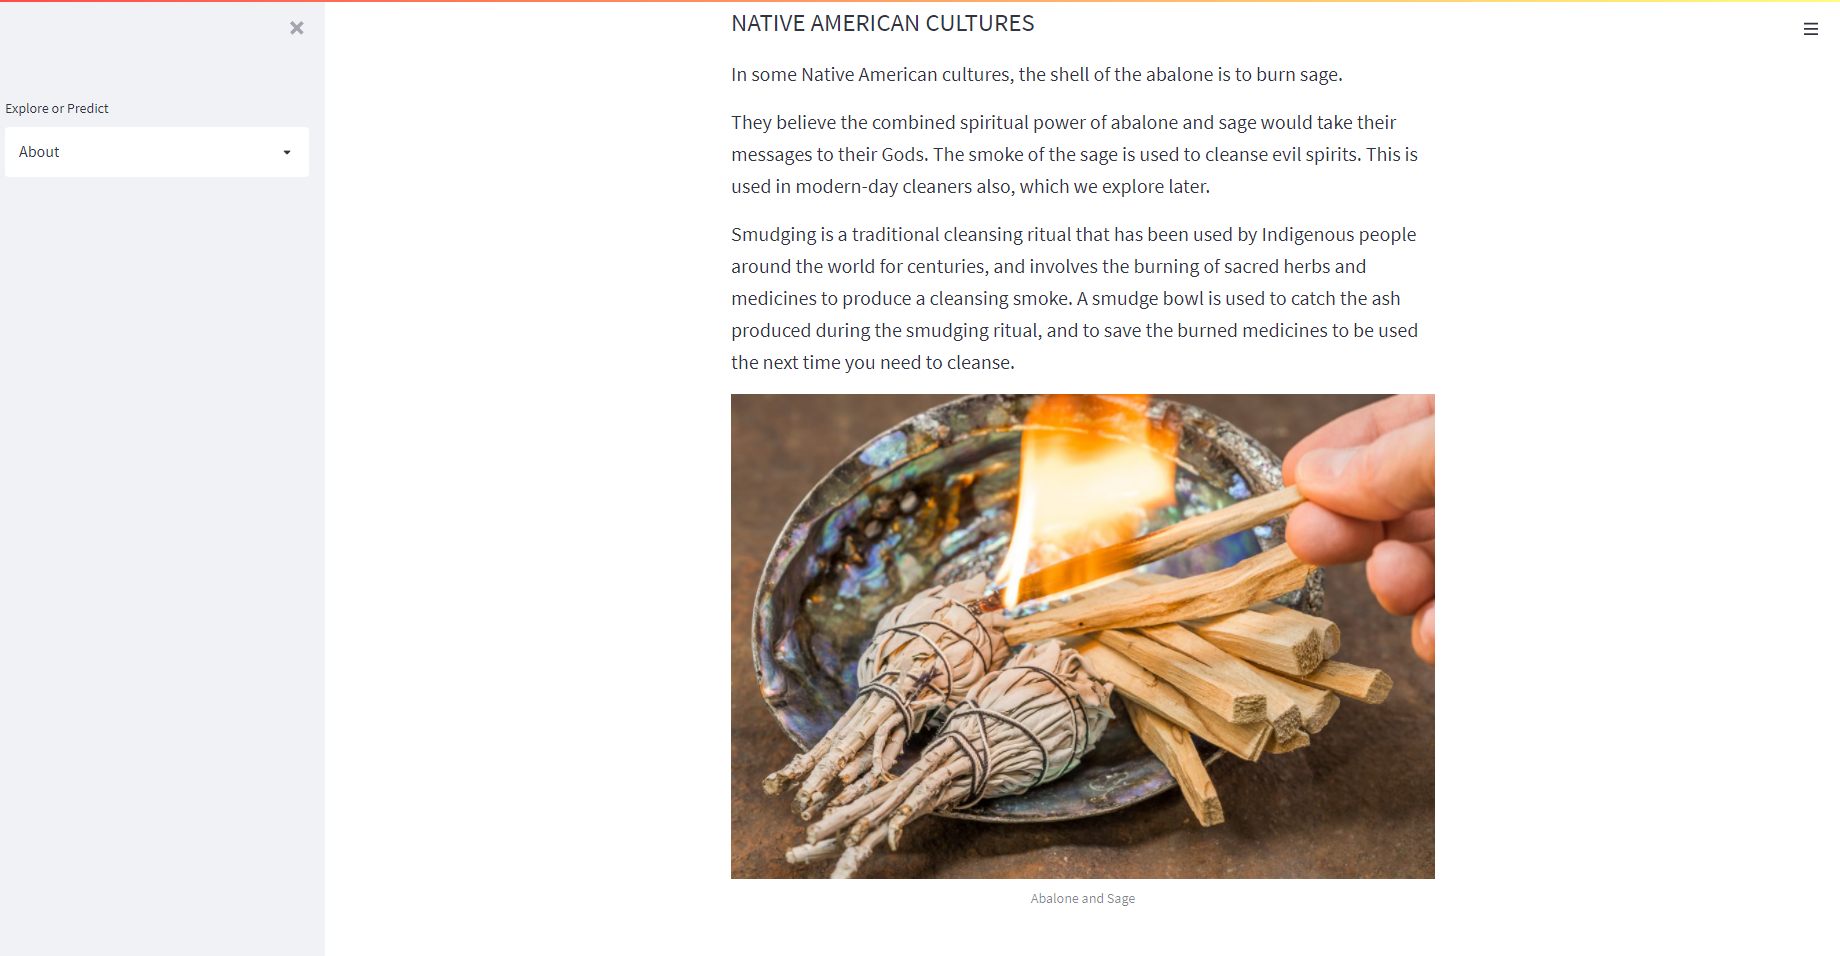 Explore or Predict
About
NATIVE AMERICAN CULTURES
In some Native American cultures, the shell of the abalone is to burn sage.
They believe the combined spiritual power of abalone and sage would take their
messages to their Gods. The smoke of the sage is used to cleanse evil spirits. This is
used in modern-day cleaners also, which we explore later.
Smudging is a traditional cleansing ritual that has been used by Indigenous people
around the world for centuries, and involves the burning of sacred herbs and
medicines to produce a cleansing smoke. A smudge bowl is used to catch the ash
produced during the smudging ritual, and to save the burned medicines to be used
the next time you need to cleanse.
Abalone and Sage